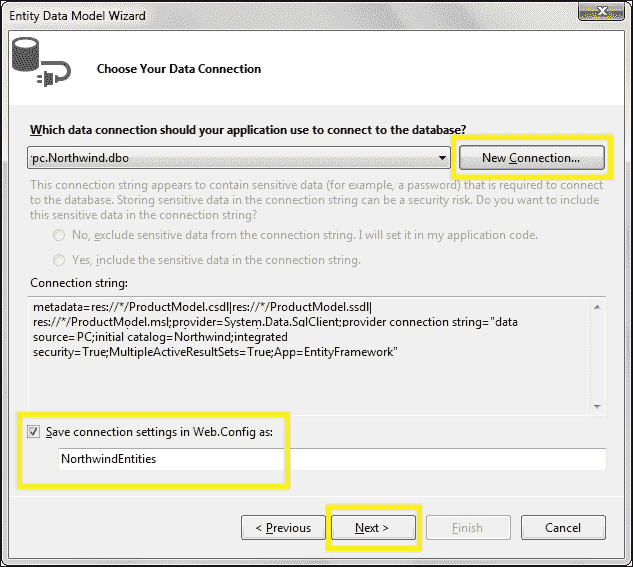 Entity Data Model Wizard
Choose Your Data Connection
Which data connection should your application use to connect to the database?
pc.Northwind.dbo
New Connection...
This connection string appears to contain sensitive data (for example, a password) that is required to connect
to the database. Storing sensitive data in the connection string can be a security risk. Do you want to include
this sensitive data in the connection string?
No, exclude sensitive data from the connection string. I will set it in my application code.
Yes, include the sensitive data in the connection string.
Connection string:
metadata=res://*/ProductModel.csdl|res://*/ProductModel.ssdl|
res://*/ProductModel.msl;provider=System.Data.SqlClient;provider connection string="data
source=PC;initial catalog=Northwind;integrated
security=True;MultipleActiveResultSets=True;App=EntityFramework"
Save connection settings in Web.Config as:
NorthwindEntities
< Previous
Next >
Finish
Cancel